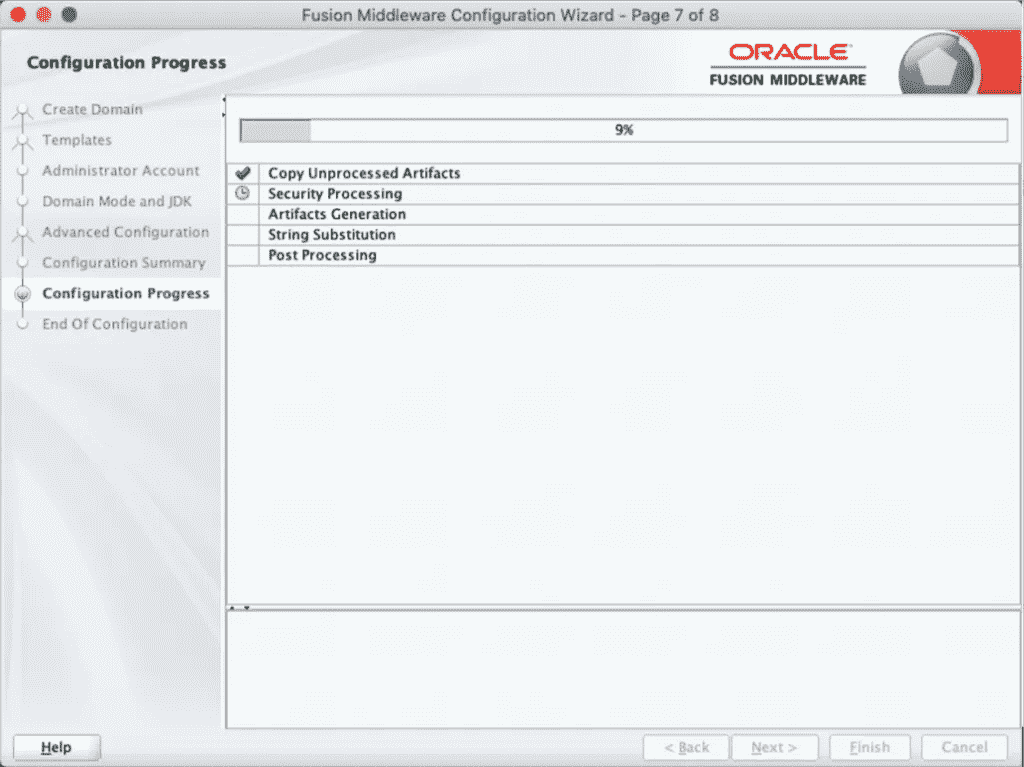 Fusion Middleware Configuration Wizard - Page 7 of 8
Configuration Progress
ORACLE
FUSION MIDDLEWARE
Create Domain
Templates
Administrator Account
Domain Mode and JDK
Advanced Configuration
Configuration Summary
Configuration Progress
End Of Configuration
9%
Copy Unprocessed Artifacts
Security Processing
Artifacts Generation
String Substitution
Post Processing
Help
< Back
Next >
Finish
Cancel